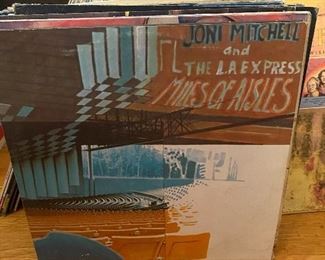 JONI MITCHELL
and
THE L.A. EXPRESS
MILES OF AISLES